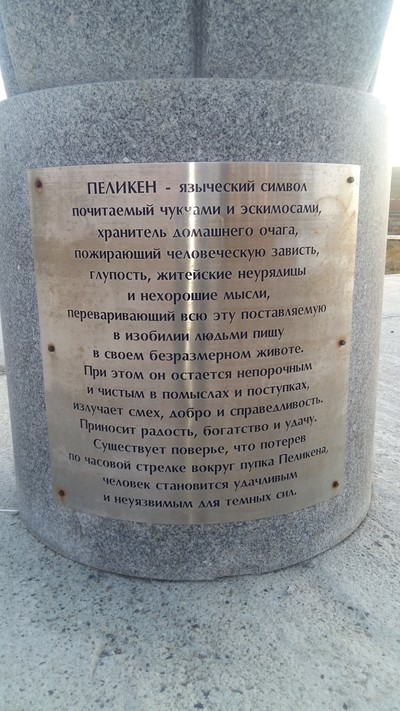 ПЕЛИКЕН - языческий символ
почитаемый чукчами и эскимосами,
хранитель домашнего очага,
пожирающий человеческую зависть,
глупость, житейские неурядицы
и нехорошие мысли,
переваривающий всю эту поставляемую
в изобилии людьми пищу
в своем безразмерном животе.
При этом он остается непорочным
и чистым в помыслах и поступках,
излучает смех, добро и справедливость.
Приносит радость, богатство и удачу.
Существует поверье, что потерев
по часовой стрелке вокруг пупка Пеликена,
человек становится удачливым
и неуязвимым для темных сил.